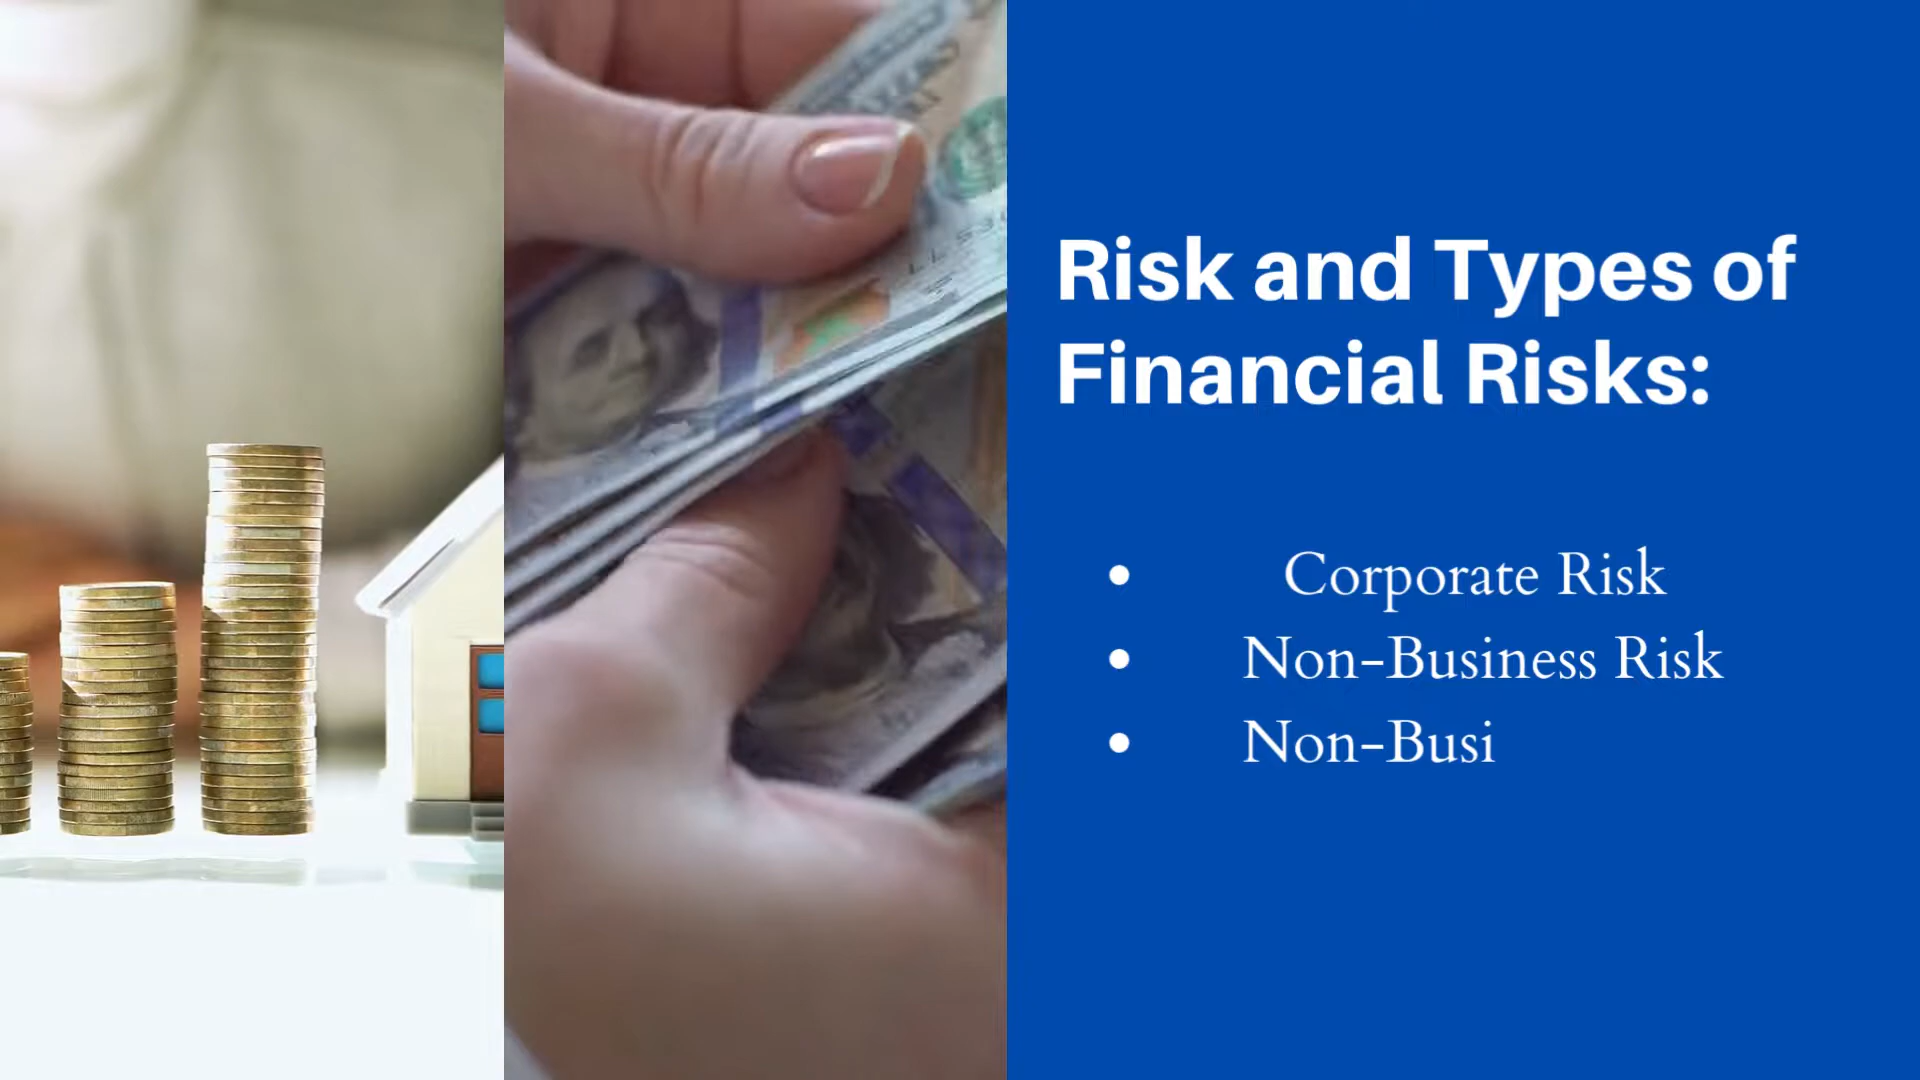 Risk and Types of
Financial Risks:
• Corporate Risk
• Non-Business Risk
• Non-Busi